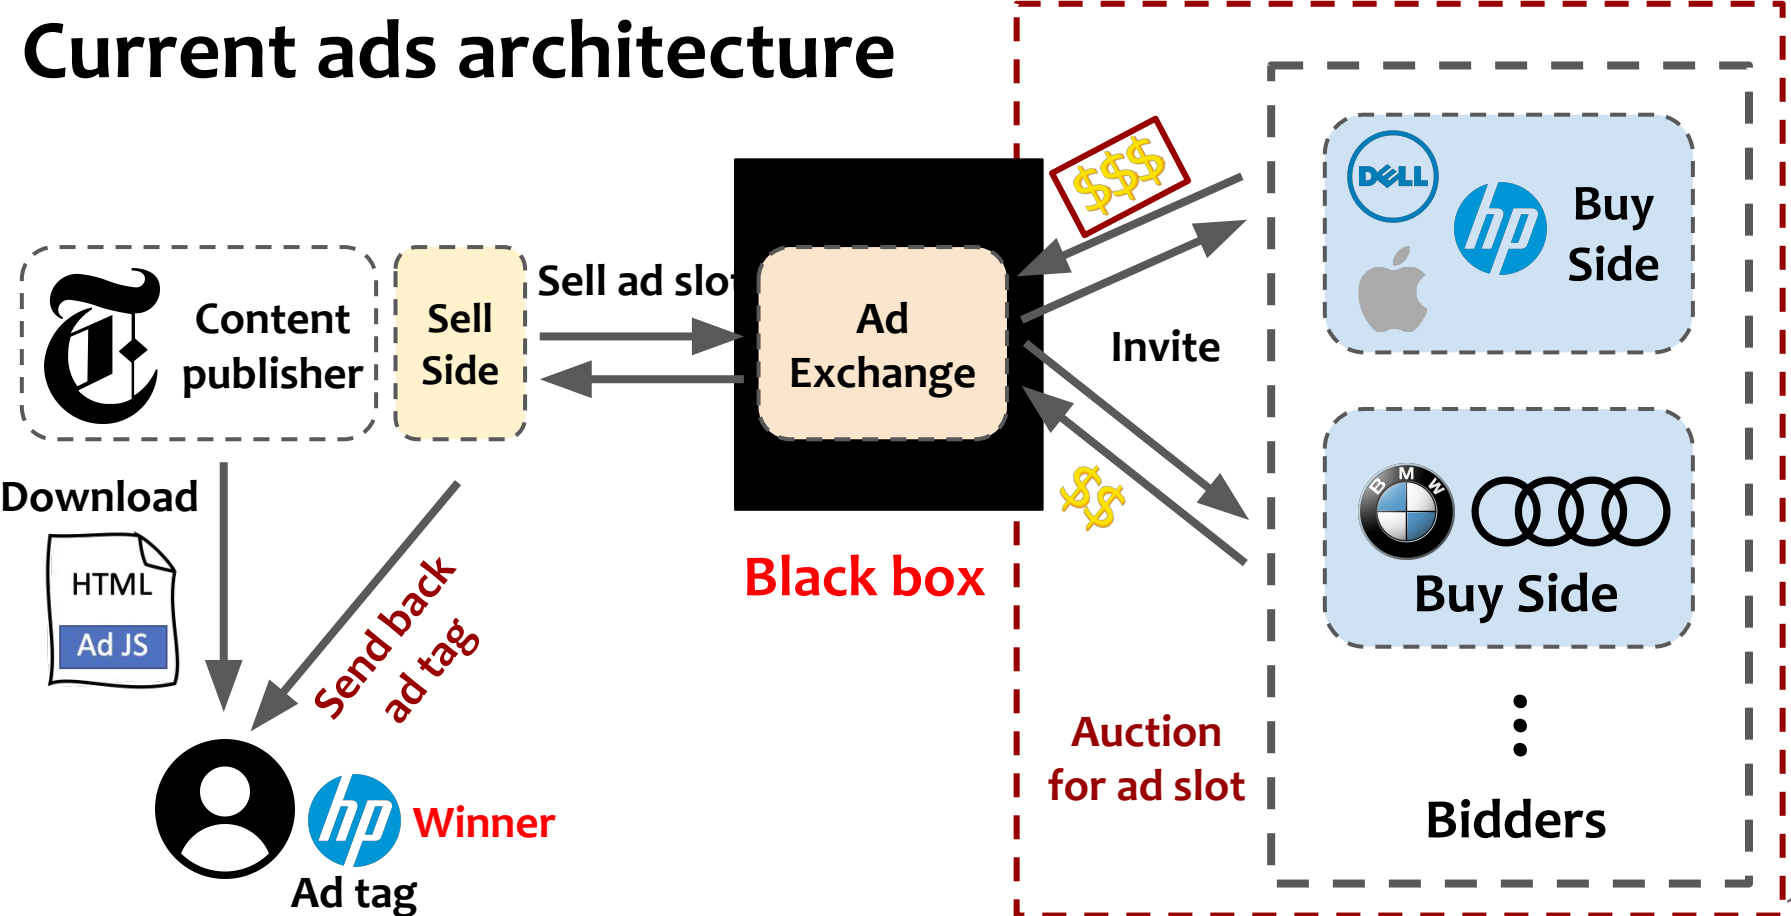 Current ads architecture
$$$
DELL
hp
Buy
Side
Content
publisher
Sell
Side
Sell ad slot
Ad
Exchange
Invite
Download
HTML
Ad JS
Send back
ad tag
Black box
$$
BMW
Buy Side
Auction
for ad slot
Bidders
hp
Winner
Ad tag